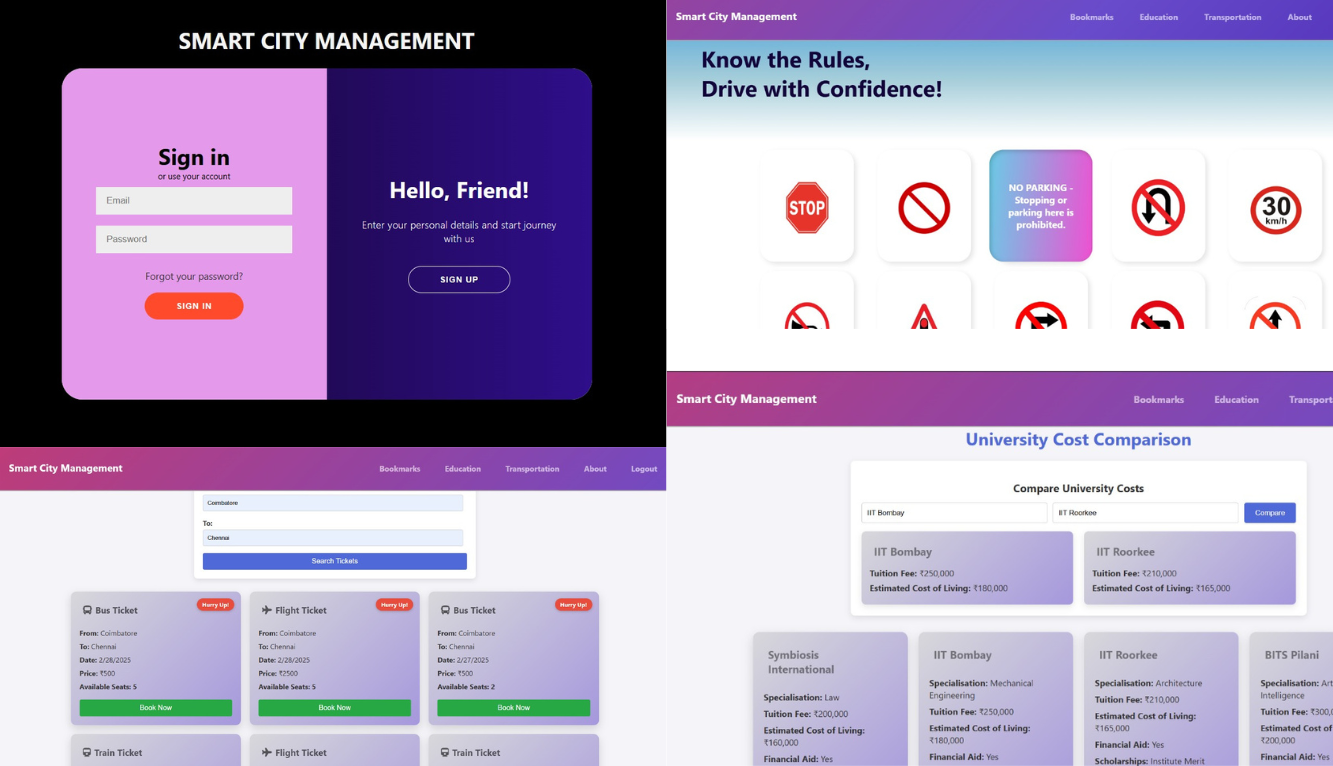 SMART CITY MANAGEMENT
Sign in
or use your account
Email
Password
Forgot your password?
SIGN IN
Hello, Friend!
Enter your personal details and start journey
with us
SIGN UP
Smart City Management
Bookmarks Education Transportation About
Know the Rules,
Drive with Confidence!
STOP
NO PARKING -
Stopping or
parking here is
prohibited.
30
km/h
Smart City Management
Bookmarks Education Transportation About Logout
Coimbatore
To:
Chennai
Search Tickets
Bus Ticket
Hurry Up!
From: Coimbatore
To: Chennai
Date: 2/28/2025
Price: ₹500
Available Seats: 5
Book Now
Flight Ticket
Hurry Up!
From: Coimbatore
To: Chennai
Date: 2/28/2025
Price: ₹2500
Available Seats: 5
Book Now
Bus Ticket
Hurry Up!
From: Coimbatore
To: Chennai
Date: 2/27/2025
Price: ₹500
Available Seats: 2
Book Now
Train Ticket
Flight Ticket
Train Ticket
Smart City Management
Bookmarks Education Transport
University Cost Comparison
Compare University Costs
IIT Bombay
IIT Roorkee
Compare
IIT Bombay
Tuition Fee: ₹250,000
Estimated Cost of Living: ₹180,000
IIT Roorkee
Tuition Fee: ₹210,000
Estimated Cost of Living: ₹165,000
Symbiosis
International
Specialisation: Law
Tuition Fee: ₹200,000
Estimated Cost of Living:
₹160,000
Financial Aid: Yes
IIT Bombay
Specialisation: Mechanical
Engineering
Tuition Fee: ₹250,000
Estimated Cost of Living:
₹180,000
Financial Aid: Yes
IIT Roorkee
Specialisation: Architecture
Tuition Fee: ₹210,000
Estimated Cost of Living:
₹165,000
Financial Aid: Yes
Scholarships: Institute Merit
BITS Pilani
Specialisation: Art
Intelligence
Tuition Fee: ₹300,0
Estimated Cost of
₹200,000
Financial Aid: Yes